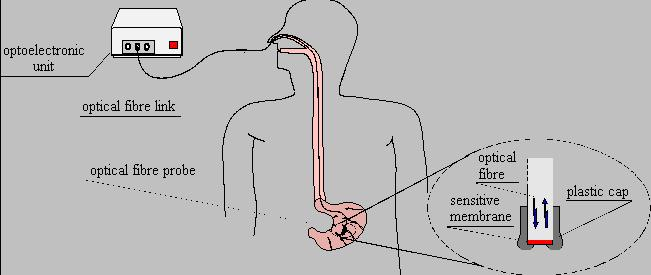 optoelectronic
unit
optical fibre link
optical fibre probe
optical
fibre
sensitive
membrane
plastic cap